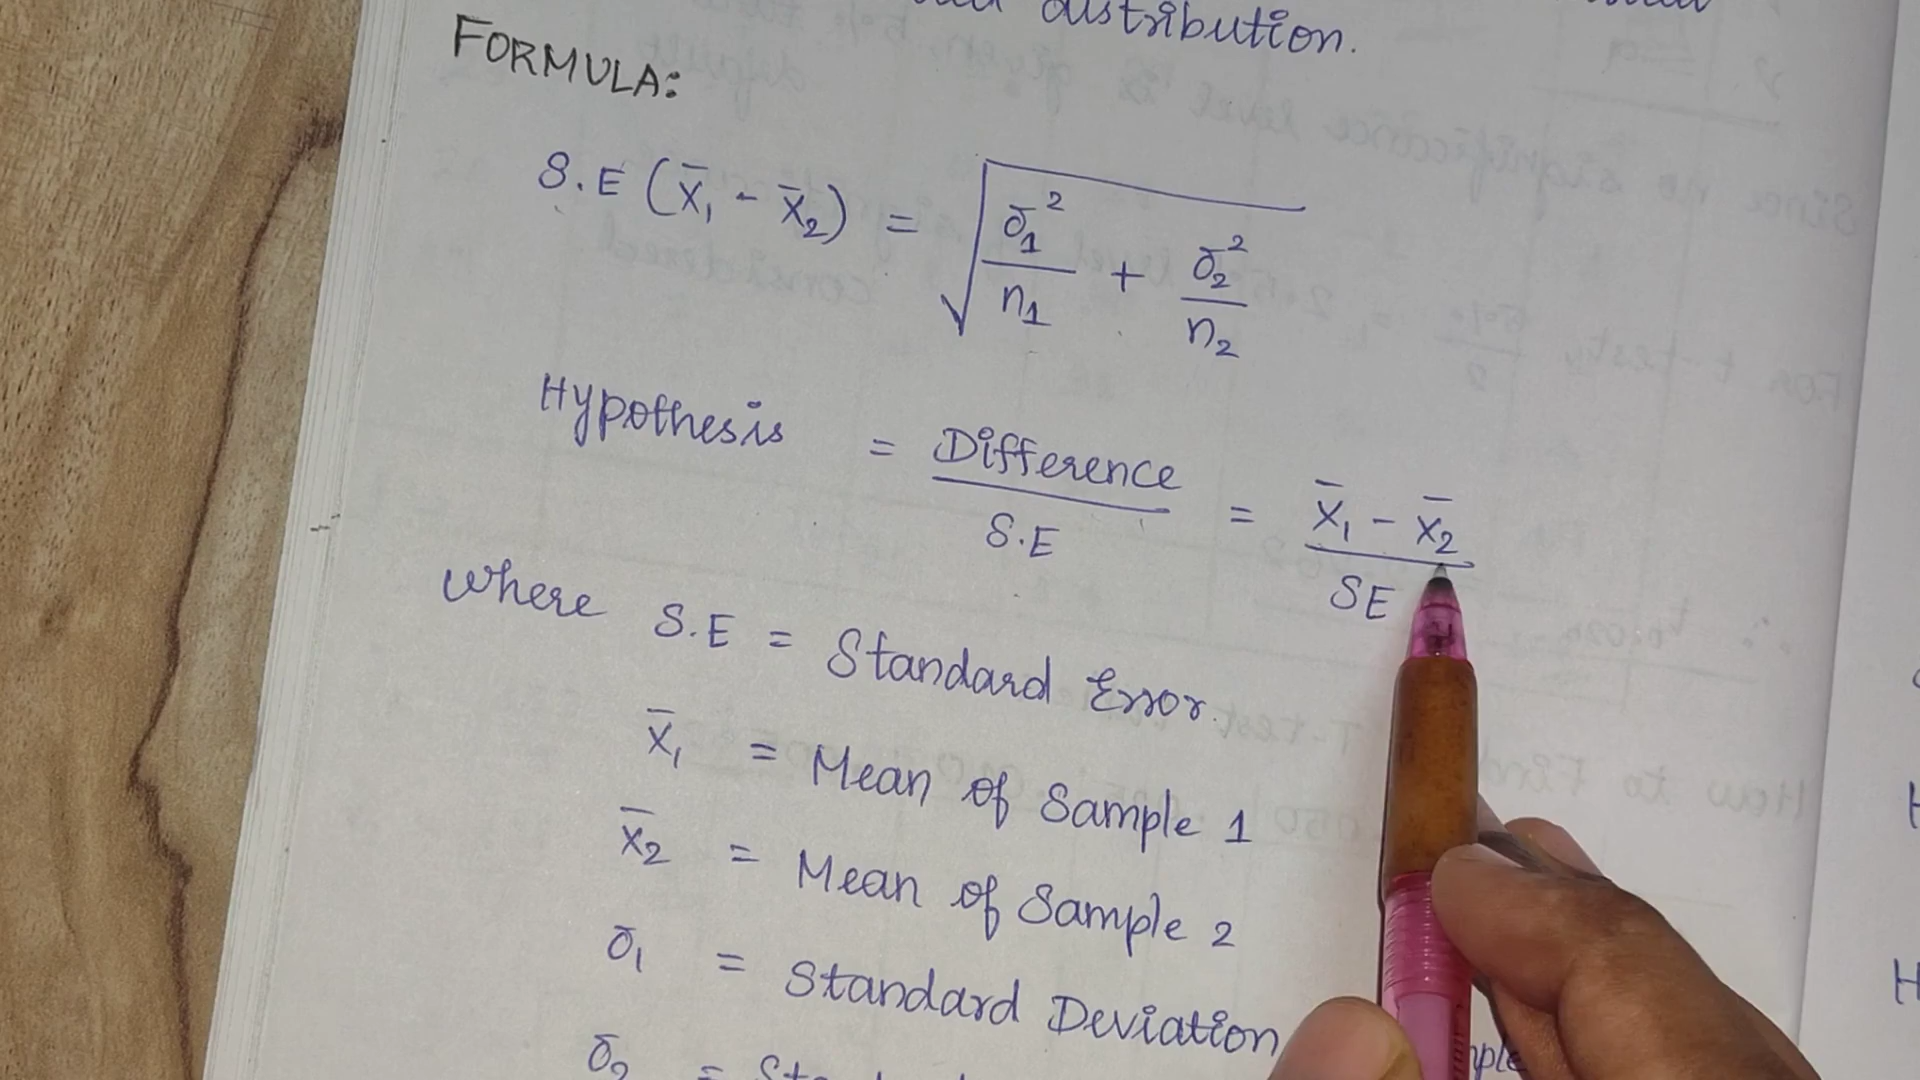 distribution.
FORMULA:
S.E (x̄₁ - x̄₂) = √(σ₁²/n₁ + σ₂²/n₂)
Hypothesis = Difference/S.E = x̄₁ - x̄₂/SE
where S.E = Standard Error.
x̄₁ = Mean of Sample 1
x̄₂ = Mean of Sample 2
σ₁ = Standard Deviation
σ₂ =